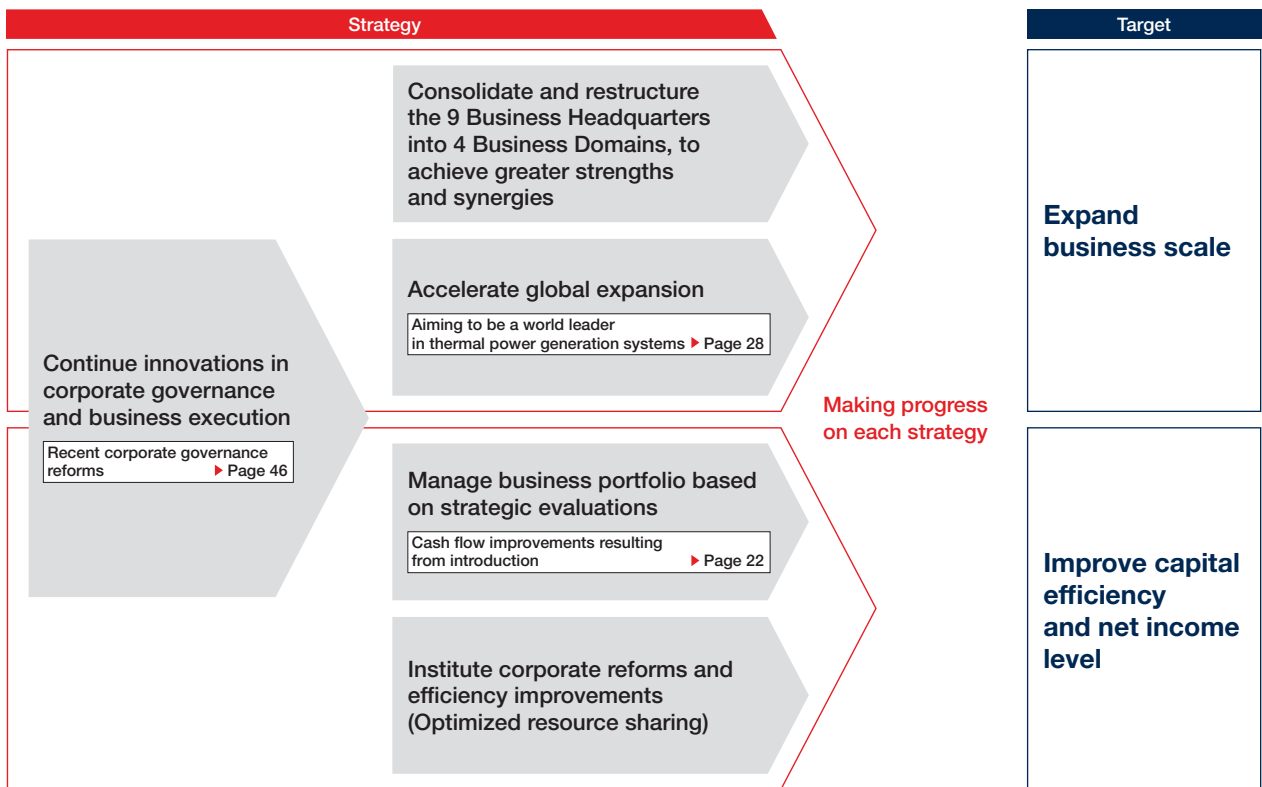 Strategy
Target
Consolidate and restructure
the 9 Business Headquarters
into 4 Business Domains, to
achieve greater strengths
and synergies
Accelerate global expansion
Aiming to be a world leader
in thermal power generation systems ▶ Page 28
Continue innovations in
corporate governance
and business execution
Recent corporate governance
reforms ▶ Page 46
Manage business portfolio based
on strategic evaluations
Cash flow improvements resulting
from introduction ▶ Page 22
Institute corporate reforms and
efficiency improvements
(Optimized resource sharing)
Making progress
on each strategy
Expand
business scale
Improve capital
efficiency
and net income
level